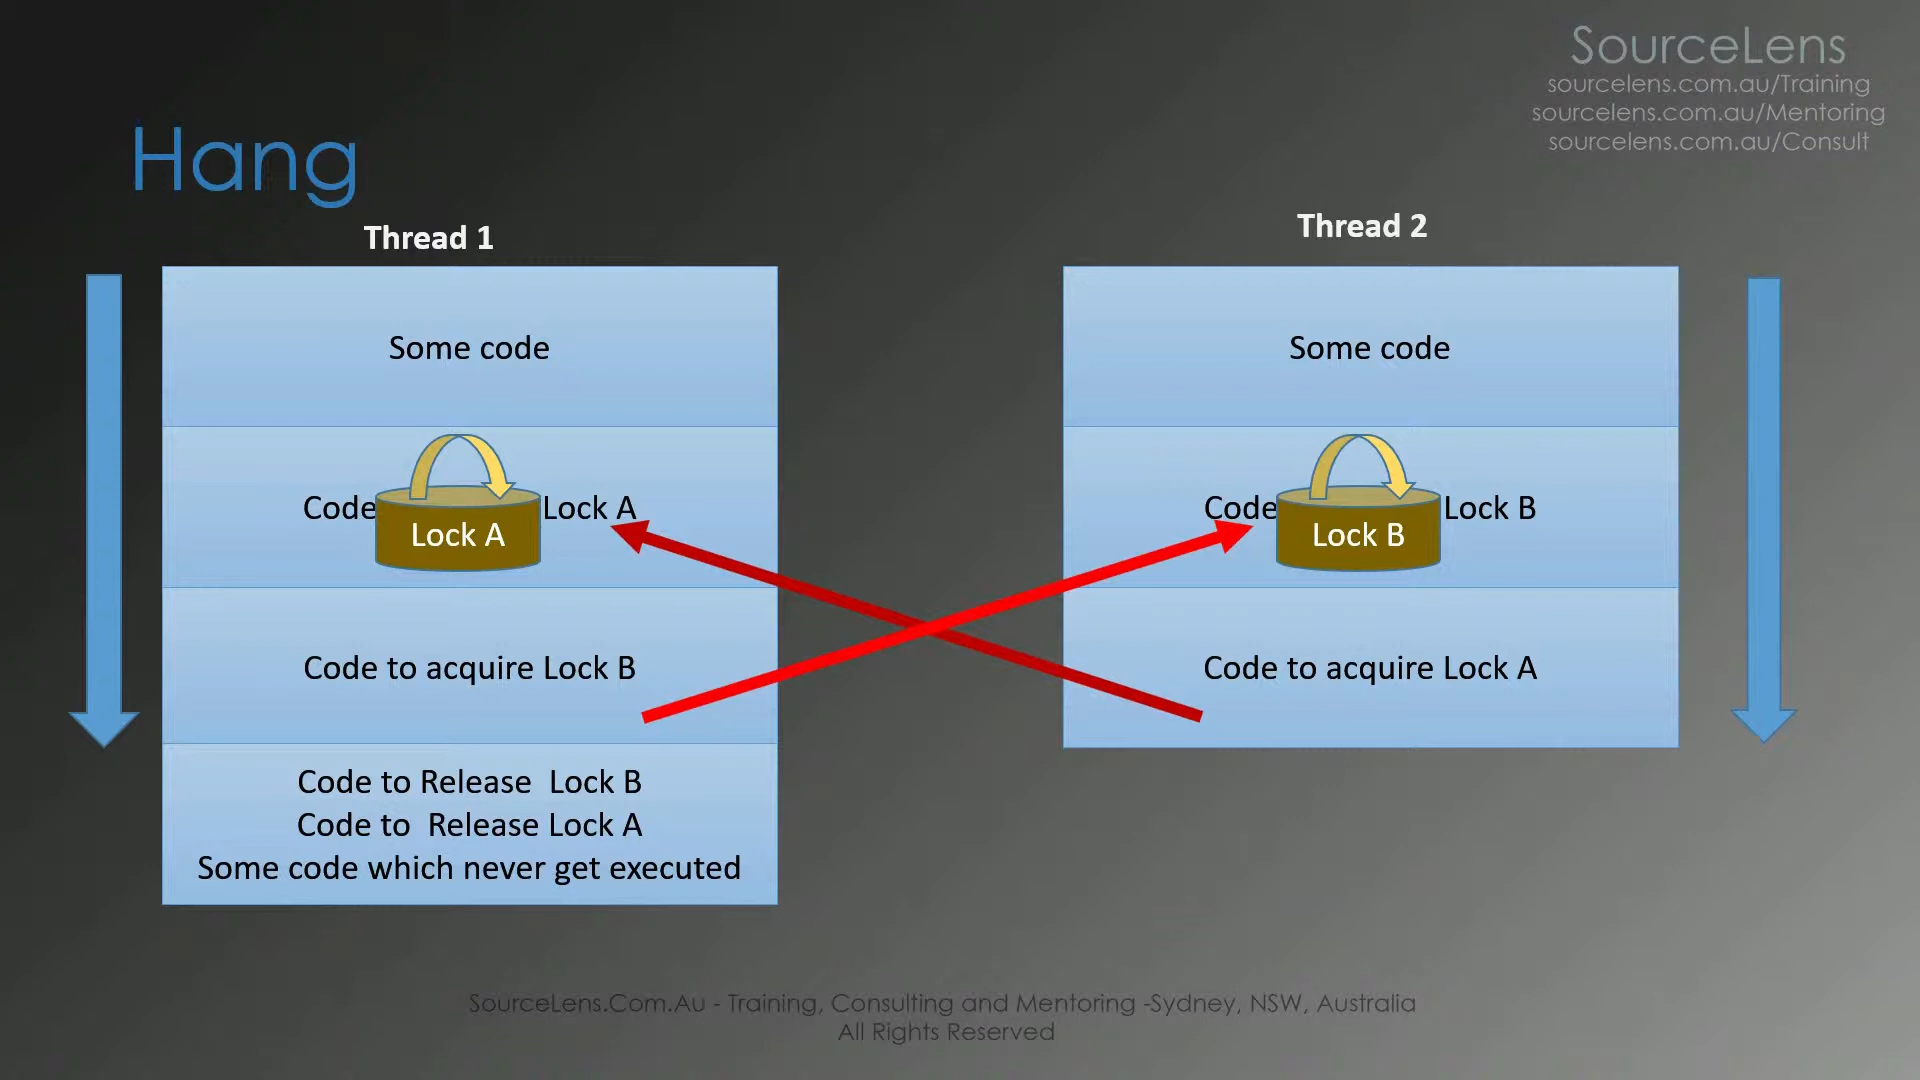 SourceLens
sourcelens.com.au/Training
sourcelens.com.au/Mentoring
sourcelens.com.au/Consult
Hang
Thread 1
Some code
Code Lock A
Lock A
Code to acquire Lock B
Code to Release  Lock B
Code to  Release Lock A
Some code which never get executed
Thread 2
Some code
Code Lock B
Lock B
Code to acquire Lock A
SourceLens.Com.Au - Training, Consulting and Mentoring -Sydney, NSW, Australia
All Rights Reserved